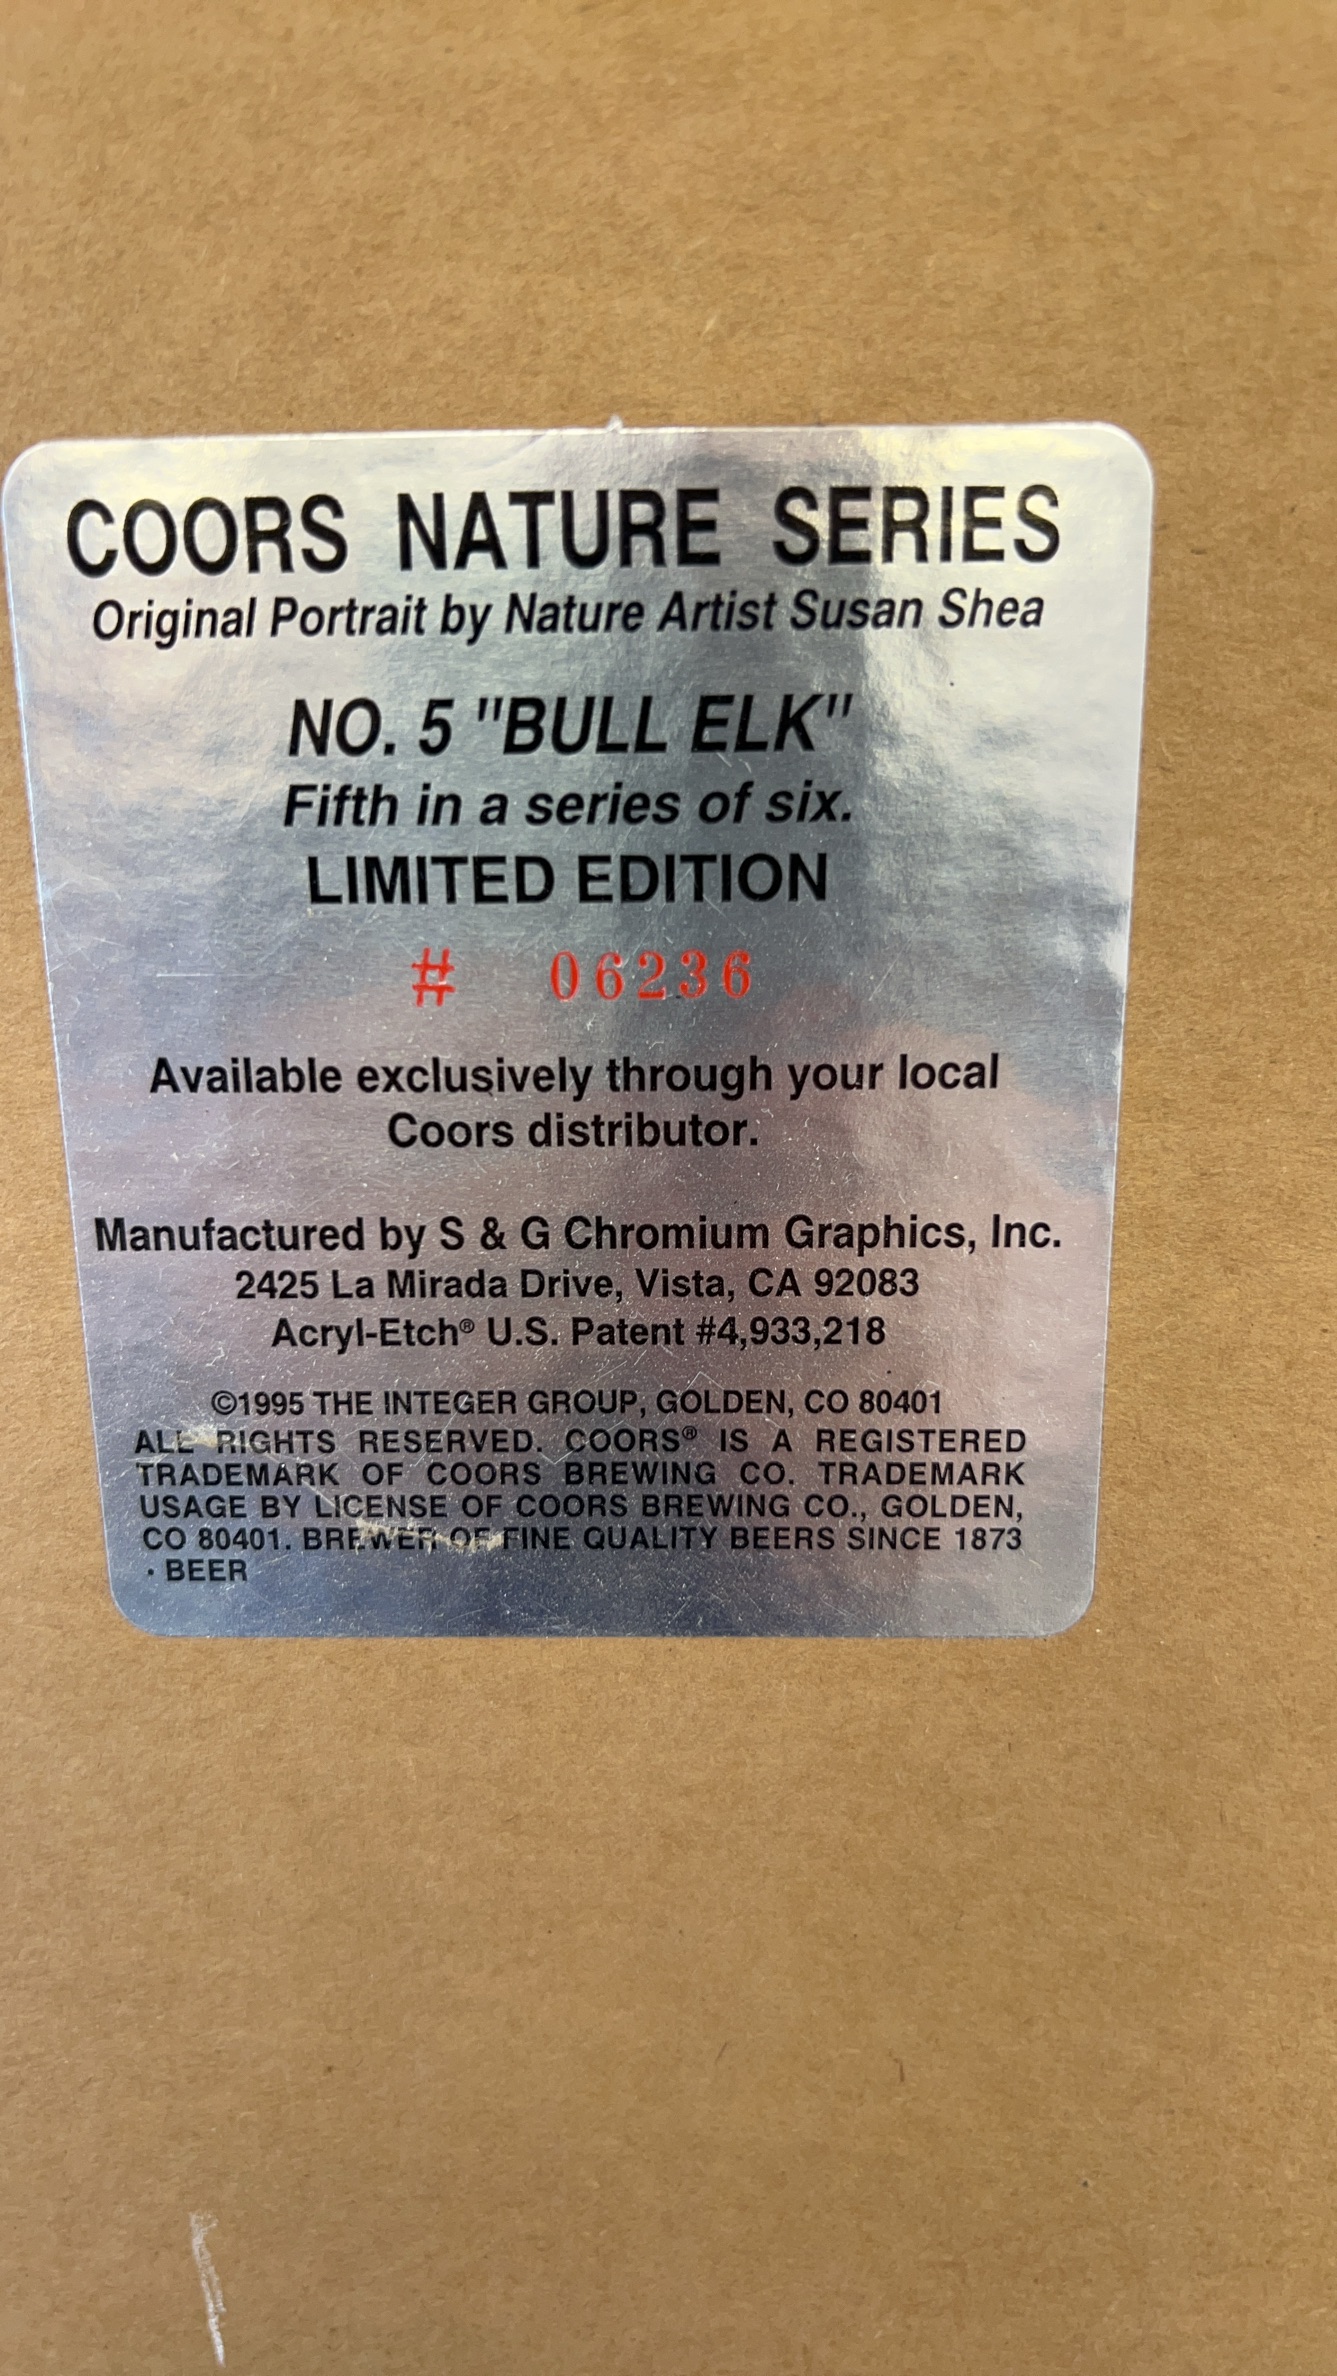 COORS NATURE SERIES
Original Portrait by Nature Artist Susan Shea
NO. 5 "BULL ELK"
Fifth in a series of six.
LIMITED EDITION
# 06236
Available exclusively through your local
Coors distributor.
Manufactured by S & G Chromium Graphics, Inc.
2425 La Mirada Drive, Vista, CA 92083
Acryl-Etch® U.S. Patent #4,933,218
©1995 THE INTEGER GROUP, GOLDEN, CO 80401
ALL RIGHTS RESERVED. COORS® IS A REGISTERED
TRADEMARK OF COORS BREWING CO. TRADEMARK
USAGE BY LICENSE OF COORS BREWING CO., GOLDEN,
CO 80401. BREWER OF FINE QUALITY BEERS SINCE 1873
· BEER